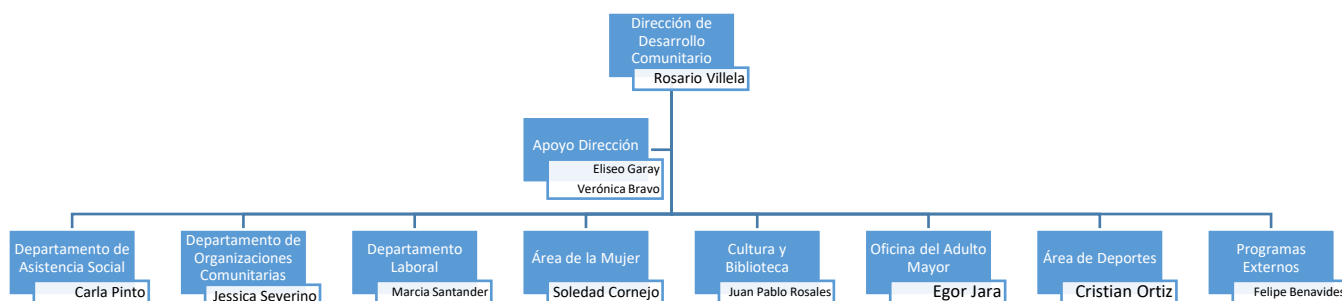 Dirección de
Desarrollo
Comunitario
Rosario Villela
Apoyo Dirección
Eliseo Garay
Verónica Bravo
Departamento de
Asistencia Social
Carla Pinto
Departamento de
Organizaciones
Comunitarias
Jessica Severino
Departamento
Laboral
Marcia Santander
Área de la Mujer
Soledad Cornejo
Cultura y
Biblioteca
Juan Pablo Rosales
Oficina del Adulto
Mayor
Egor Jara
Área de Deportes
Cristian Ortiz
Programas
Externos
Felipe Benavides